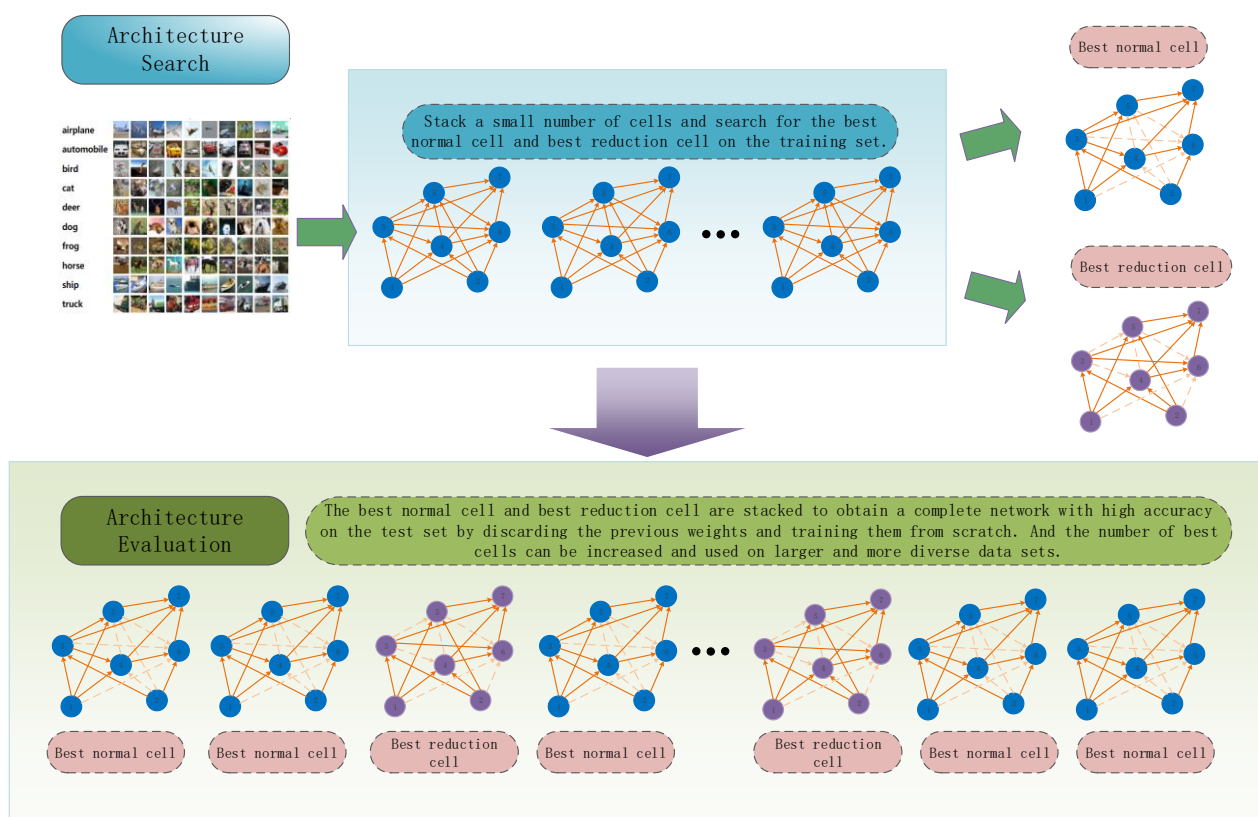 Architecture
Search
airplane
automobile
bird
cat
deer
dog
frog
horse
ship
truck
Stack a small number of cells and search for the best
normal cell and best reduction cell on the training set.
Best normal cell
Best reduction cell
Architecture
Evaluation
The best normal cell and best reduction cell are stacked to obtain a complete network with high accuracy
on the test set by discarding the previous weights and training them from scratch. And the number of best
cells can be increased and used on larger and more diverse data sets.
Best normal cell
Best normal cell
Best reduction
cell
Best normal cell
Best reduction
cell
Best normal cell
Best normal cell